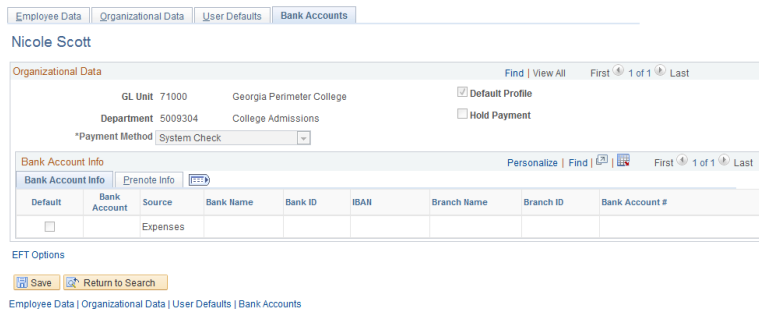 Employee Data Organizational Data User Defaults Bank Accounts
Nicole Scott
Organizational Data Find | View All First 1 of 1 Last
GL Unit 71000 Georgia Perimeter College Default Profile
Department 5009304 College Admissions Hold Payment
*Payment Method System Check
Bank Account Info Personalize | Find | | First 1 of 1 Last
Bank Account Info Prenote Info
Default Bank Account Source Bank Name Bank ID IBAN Branch Name Branch ID Bank Account #
Expenses
EFT Options
Save Return to Search
Employee Data | Organizational Data | User Defaults | Bank Accounts